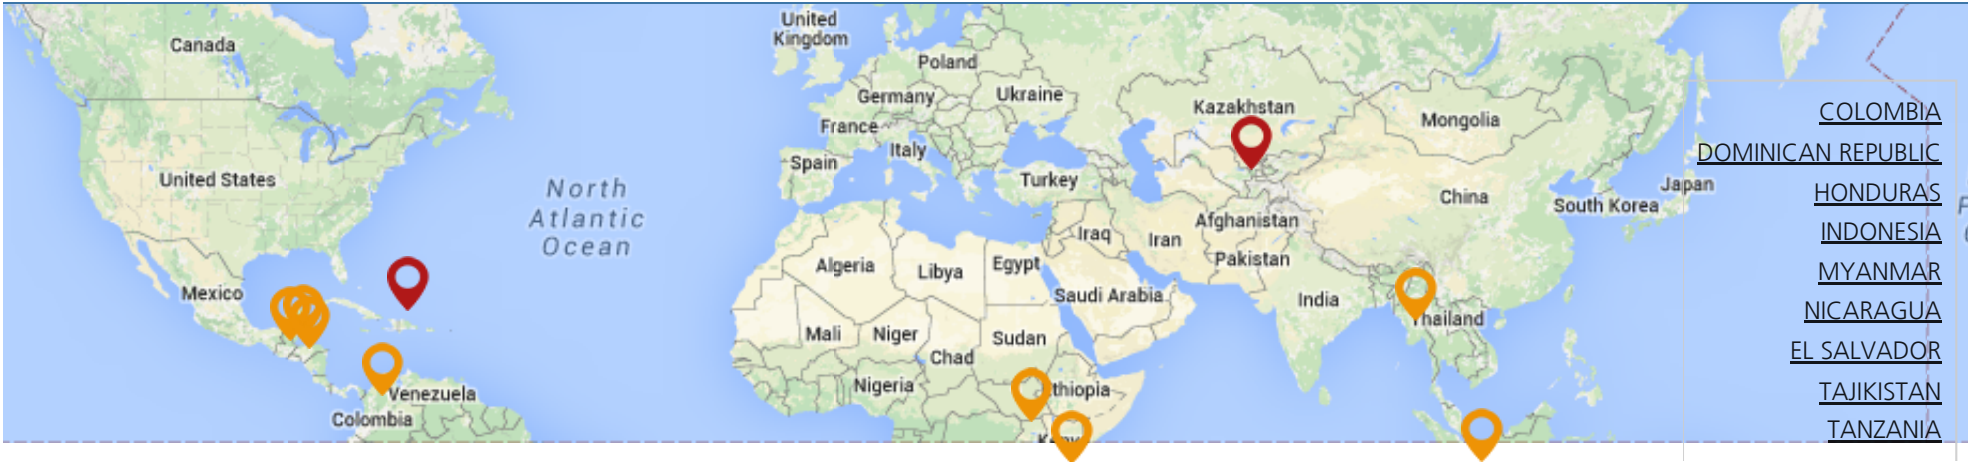 Canada
United States
Mexico
Venezuela
Colombia
North
Atlantic
Ocean
United
Kingdom
Poland
Germany
Ukraine
France
Italy
Spain
Turkey
Kazakhstan
Mongolia
China
South Korea
Japan
Afghanistan
Iraq
Iran
Pakistan
India
Algeria
Libya
Egypt
Saudi Arabia
Mali
Niger
Chad
Sudan
Nigeria
thiopia
Thailand
COLOMBIA
DOMINICAN REPUBLIC
HONDURAS
INDONESIA
MYANMAR
NICARAGUA
EL SALVADOR
TAJIKISTAN
TANZANIA